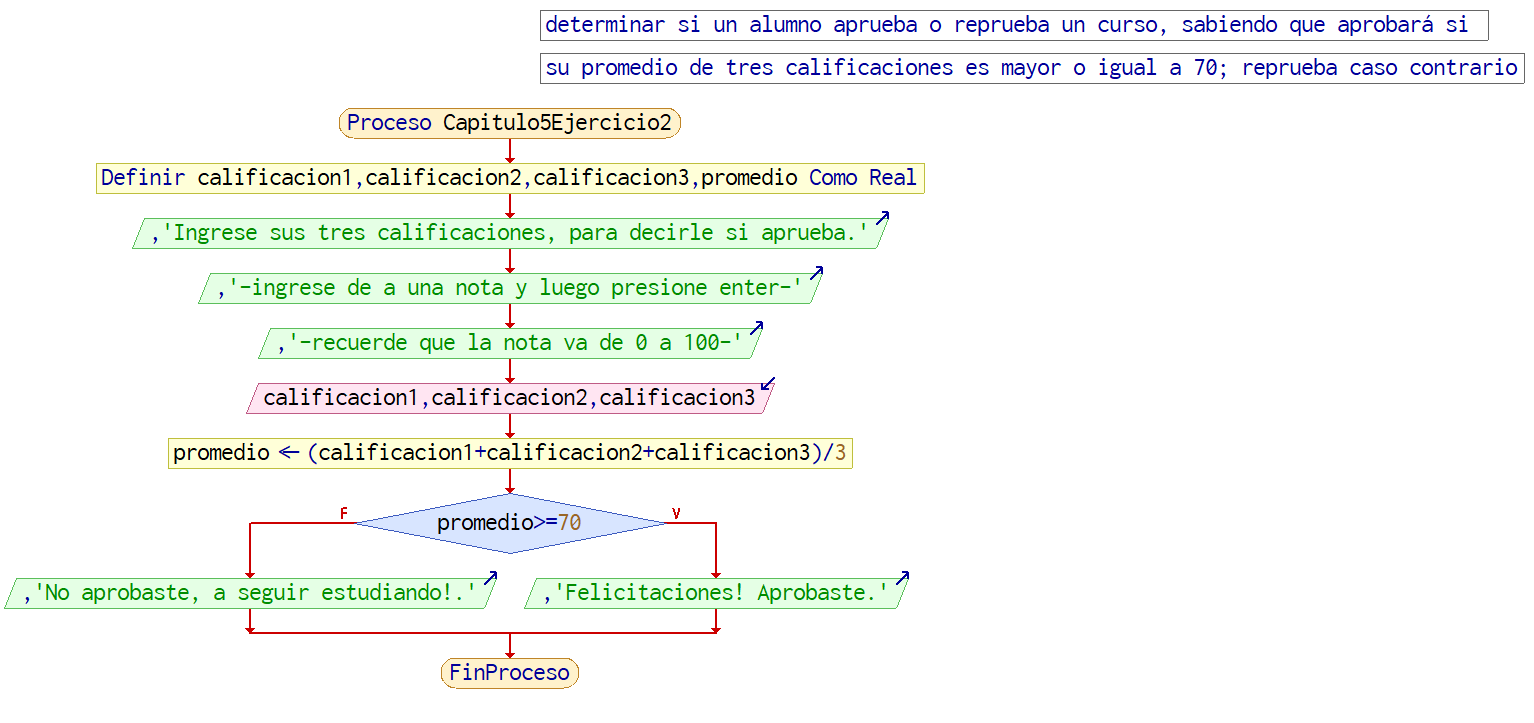 determinar si un alumno aprueba o reprueba un curso, sabiendo que aprobará si
su promedio de tres calificaciones es mayor o igual a 70; reprueba caso contrario
Proceso Capitulo5Ejercicio2
Definir calificacion1,calificacion2,calificacion3,promedio Como Real
,'Ingrese sus tres calificaciones, para decirle si aprueba.'
,'-ingrese de a una nota y luego presione enter-'
,'-recuerde que la nota va de 0 a 100-'
calificacion1,calificacion2,calificacion3
promedio ← (calificacion1+calificacion2+calificacion3)/3
F
V
promedio>=70
,'No aprobaste, a seguir estudiando!.'
,'Felicitaciones! Aprobaste.'
FinProceso